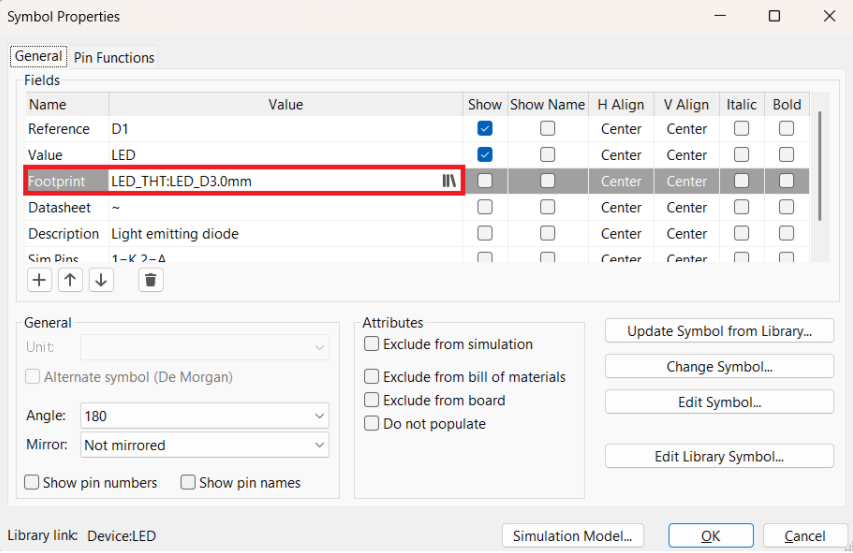 Symbol Properties
General Pin Functions
Fields
Name Value Show Show Name H Align V Align Italic Bold
Reference D1 Center Center
Value LED Center Center
Footprint LED_THT:LED_D3.0mm Center Center
Datasheet ~ Center Center
Description Light emitting diode Center Center
Sim.Pins 1=K 2=A Center Center
General
Unit:
Alternate symbol (De Morgan)
Angle: 180
Mirror: Not mirrored
Show pin numbers Show pin names
Attributes
Exclude from simulation
Exclude from bill of materials
Exclude from board
Do not populate
Update Symbol from Library...
Change Symbol...
Edit Symbol...
Edit Library Symbol...
Library link: Device:LED
Simulation Model... OK Cancel